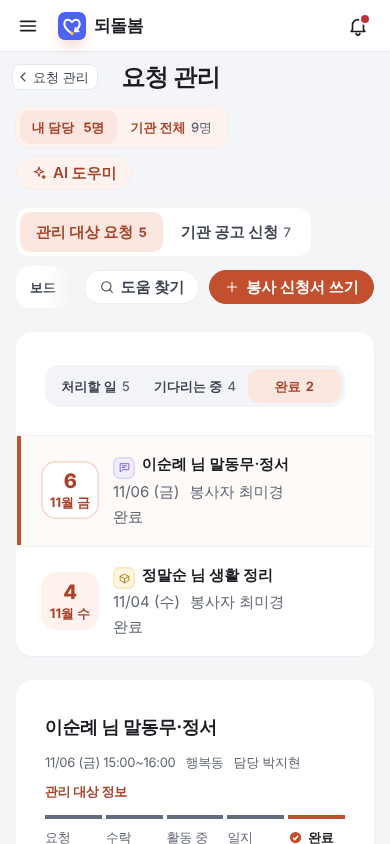 되돌봄
요청 관리
요청 관리
내 담당 5명 기관 전체 9명
AI 도우미
관리 대상 요청 5 기관 공고 신청 7
보드 도움 찾기 봉사 신청서 쓰기
처리할 일 5 기다리는 중 4 완료 2
6
11월 금
이순례 님 말동무·정서
11/06 (금) 봉사자 최미경
완료
4
11월 수
정말순 님 생활 정리
11/04 (수) 봉사자 최미경
완료
이순례 님 말동무·정서
11/06 (금) 15:00~16:00 행복동 담당 박지현
관리 대상 정보
요청 수락 활동 중 일지 완료